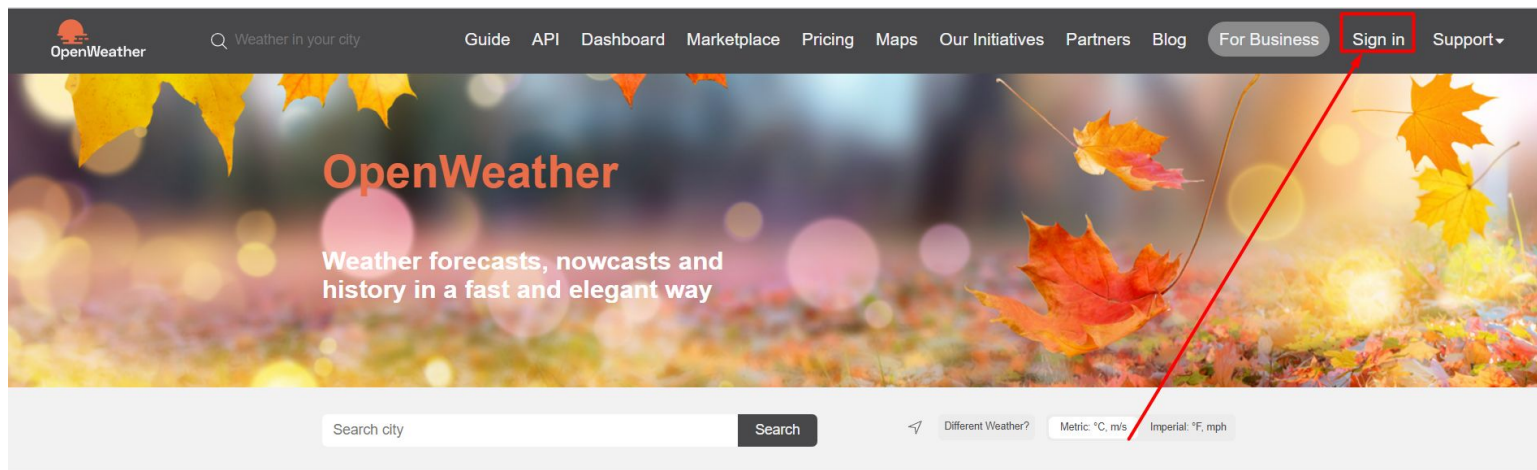 OpenWeather
Weather in your city
Guide API Dashboard Marketplace Pricing Maps Our Initiatives Partners Blog For Business Sign in Support
OpenWeather
Weather forecasts, nowcasts and
history in a fast and elegant way
Search city
Search
Different Weather?
Metric: °C, m/s
Imperial: °F, mph